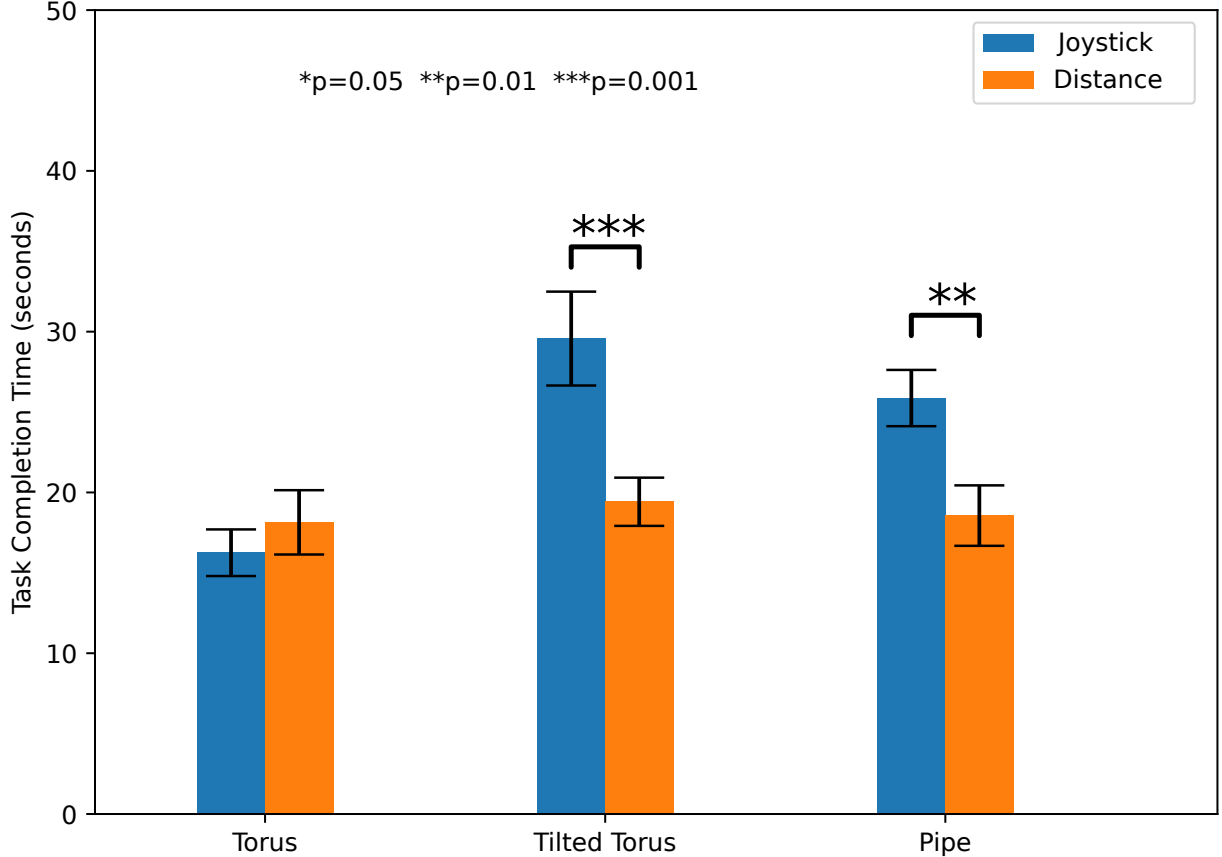 50
Joystick
Distance
*p=0.05 **p=0.01 ***p=0.001
40
***
30
**
20
10
0
Task Completion Time (seconds)
Torus
Tilted Torus
Pipe